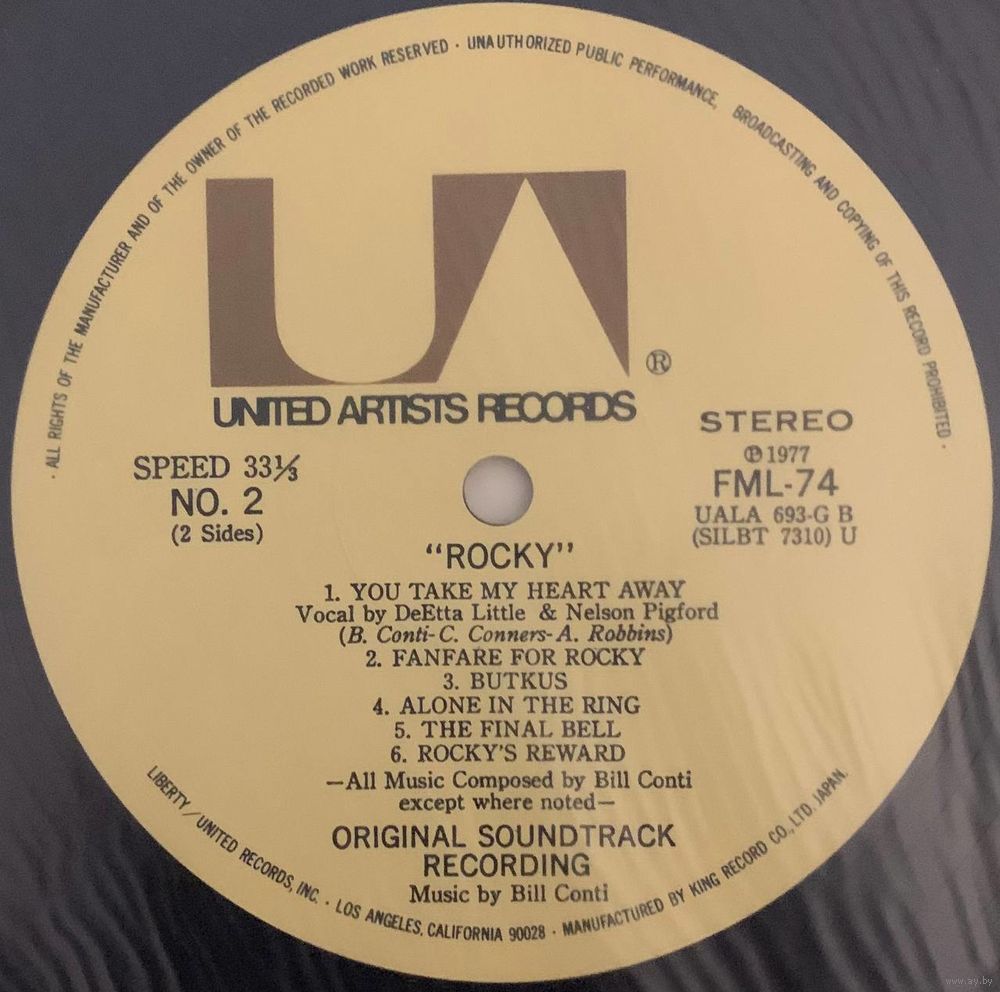 ALL RIGHTS OF THE MANUFACTURER AND OF THE OWNER OF THE RECORDED WORK RESERVED · UNAUTHORIZED PUBLIC PERFORMANCE, BROADCASTING AND COPYING OF THIS RECORD PROHIBITED ·
UA ®
UNITED ARTISTS RECORDS
SPEED 33⅓
NO. 2
(2 Sides)
STEREO
Ⓟ1977
FML-74
UALA 693-G B
(SILBT 7310) U
"ROCKY"
1. YOU TAKE MY HEART AWAY
Vocal by DeEtta Little & Nelson Pigford
(B. Conti-C. Conners-A. Robbins)
2. FANFARE FOR ROCKY
3. BUTKUS
4. ALONE IN THE RING
5. THE FINAL BELL
6. ROCKY'S REWARD
—All Music Composed by Bill Conti
except where noted—
ORIGINAL SOUNDTRACK
RECORDING
Music by Bill Conti
LIBERTY/UNITED RECORDS, INC. · LOS ANGELES, CALIFORNIA 90028 · MANUFACTURED BY KING RECORD CO., LTD. JAPAN.
www.ay.by